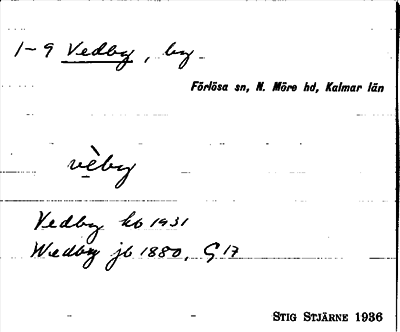 1-9 Vedby, by
Förlösa sn, N. Möre hd, Kalmar län
vèby
Vedby kb 1931
Wedby jb 1880, G 17
STIG STJÄRNE 1936